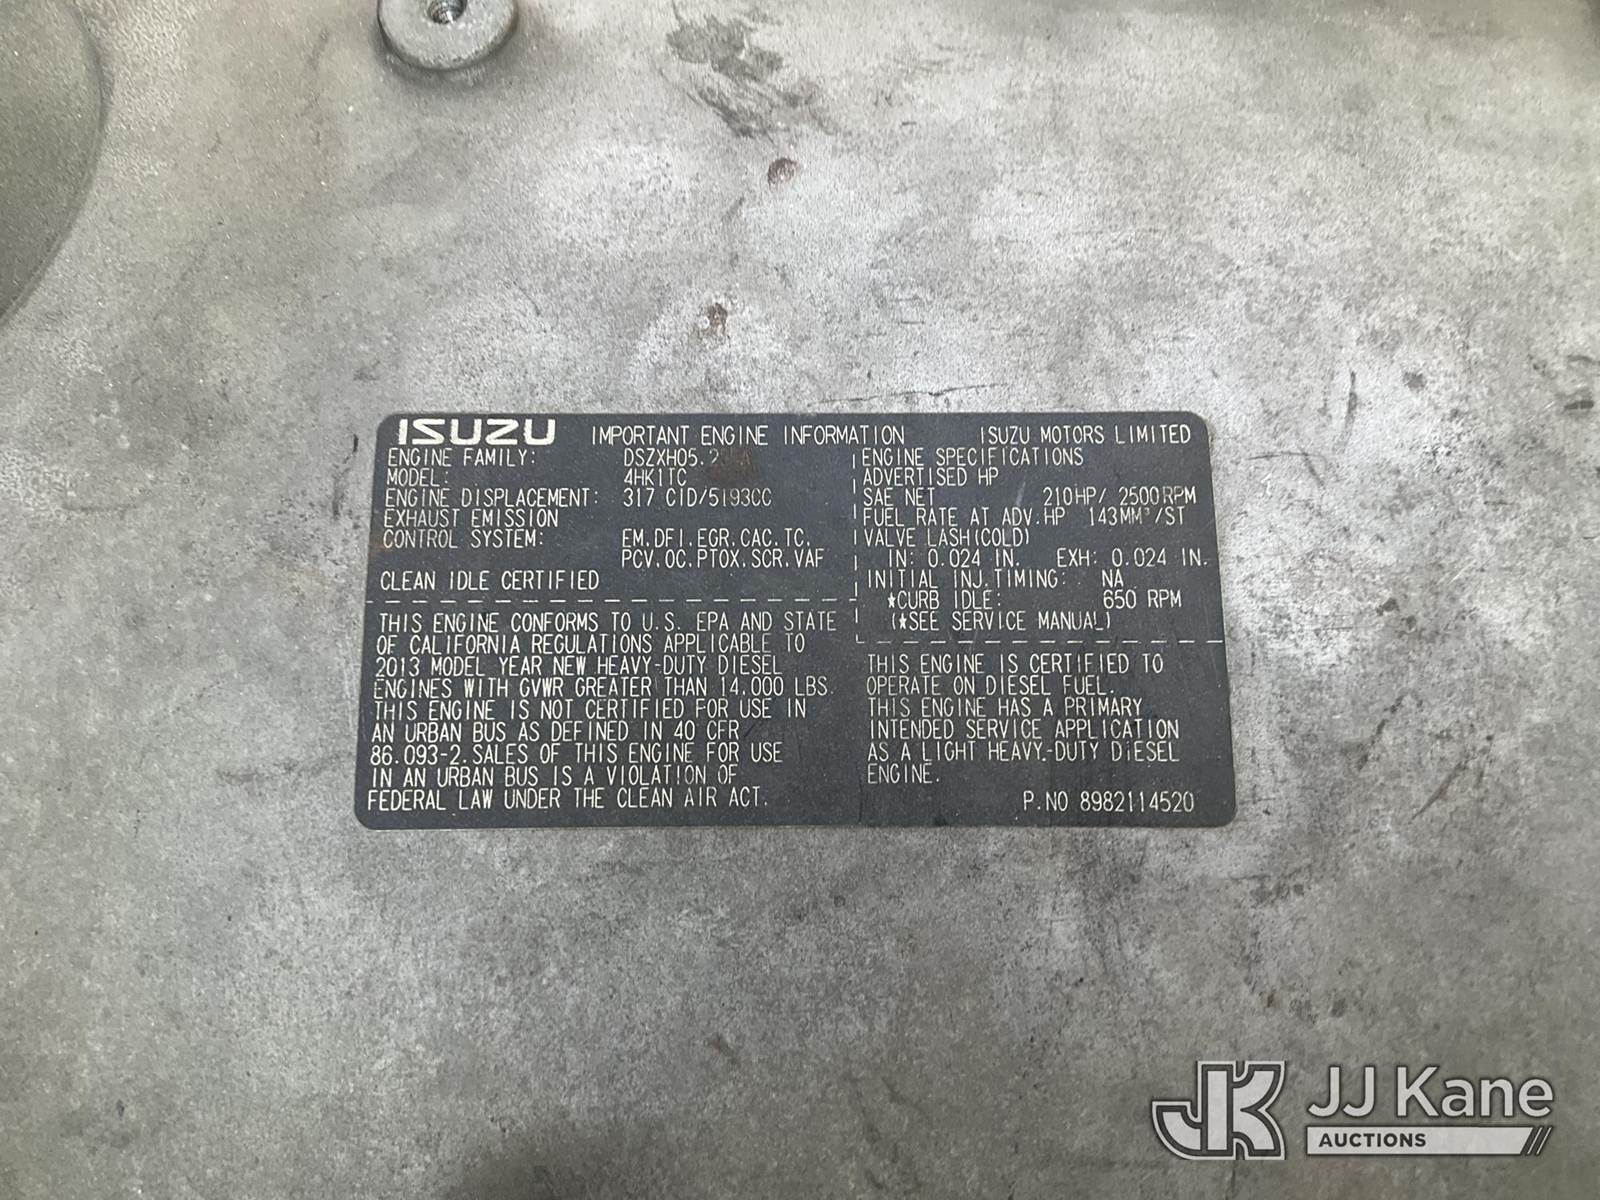 ISUZU IMPORTANT ENGINE INFORMATION ISUZU MOTORS LIMITED
ENGINE FAMILY: DSZXH05.2
MODEL: 4HK1TC
ENGINE DISPLACEMENT: 317 CID/5193CC
EXHAUST EMISSION
CONTROL SYSTEM: EM.DFI.EGR.CAC.TC.
PCV.OC.PTOX.SCR.VAF
CLEAN IDLE CERTIFIED
THIS ENGINE CONFORMS TO U.S. EPA AND STATE
OF CALIFORNIA REGULATIONS APPLICABLE TO
2013 MODEL YEAR NEW HEAVY-DUTY DIESEL
ENGINES WITH GVWR GREATER THAN 14.000 LBS.
THIS ENGINE IS NOT CERTIFIED FOR USE IN
AN URBAN BUS AS DEFINED IN 40 CFR
86.093-2.SALES OF THIS ENGINE FOR USE
IN AN URBAN BUS IS A VIOLATION OF
FEDERAL LAW UNDER THE CLEAN AIR ACT.
ENGINE SPECIFICATIONS
ADVERTISED HP
SAE NET 210HP/ 2500RPM
FUEL RATE AT ADV.HP 143MM³/ST
VALVE LASH(COLD)
IN: 0.024 IN. EXH: 0.024 IN.
INITIAL INJ.TIMING: NA
*CURB IDLE: 650 RPM
(*SEE SERVICE MANUAL)
THIS ENGINE IS CERTIFIED TO
OPERATE ON DIESEL FUEL.
THIS ENGINE HAS A PRIMARY
INTENDED SERVICE APPLICATION
AS A LIGHT HEAVY-DUTY DIESEL
ENGINE.
P.NO 8982114520
JK JJ Kane
AUCTIONS